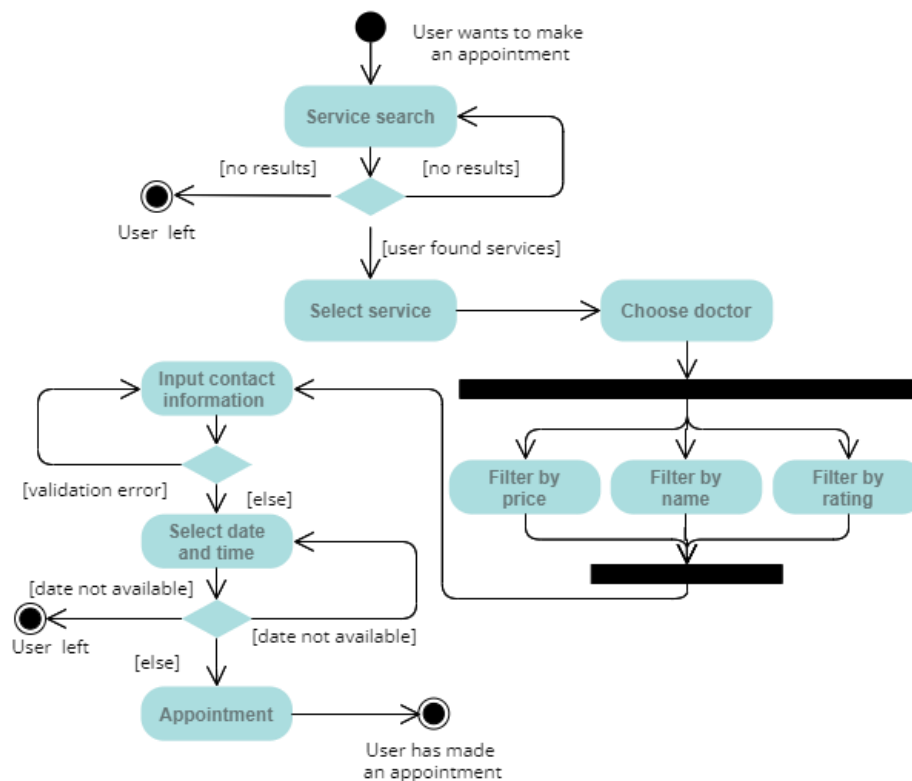 User wants to make
an appointment
Service search
[no results]
[no results]
User left
[user found services]
Select service
Choose doctor
Input contact
information
Filter by
price
Filter by
name
Filter by
rating
[validation error]
[else]
Select date
and time
[date not available]
[date not available]
User left
[else]
Appointment
User has made
an appointment